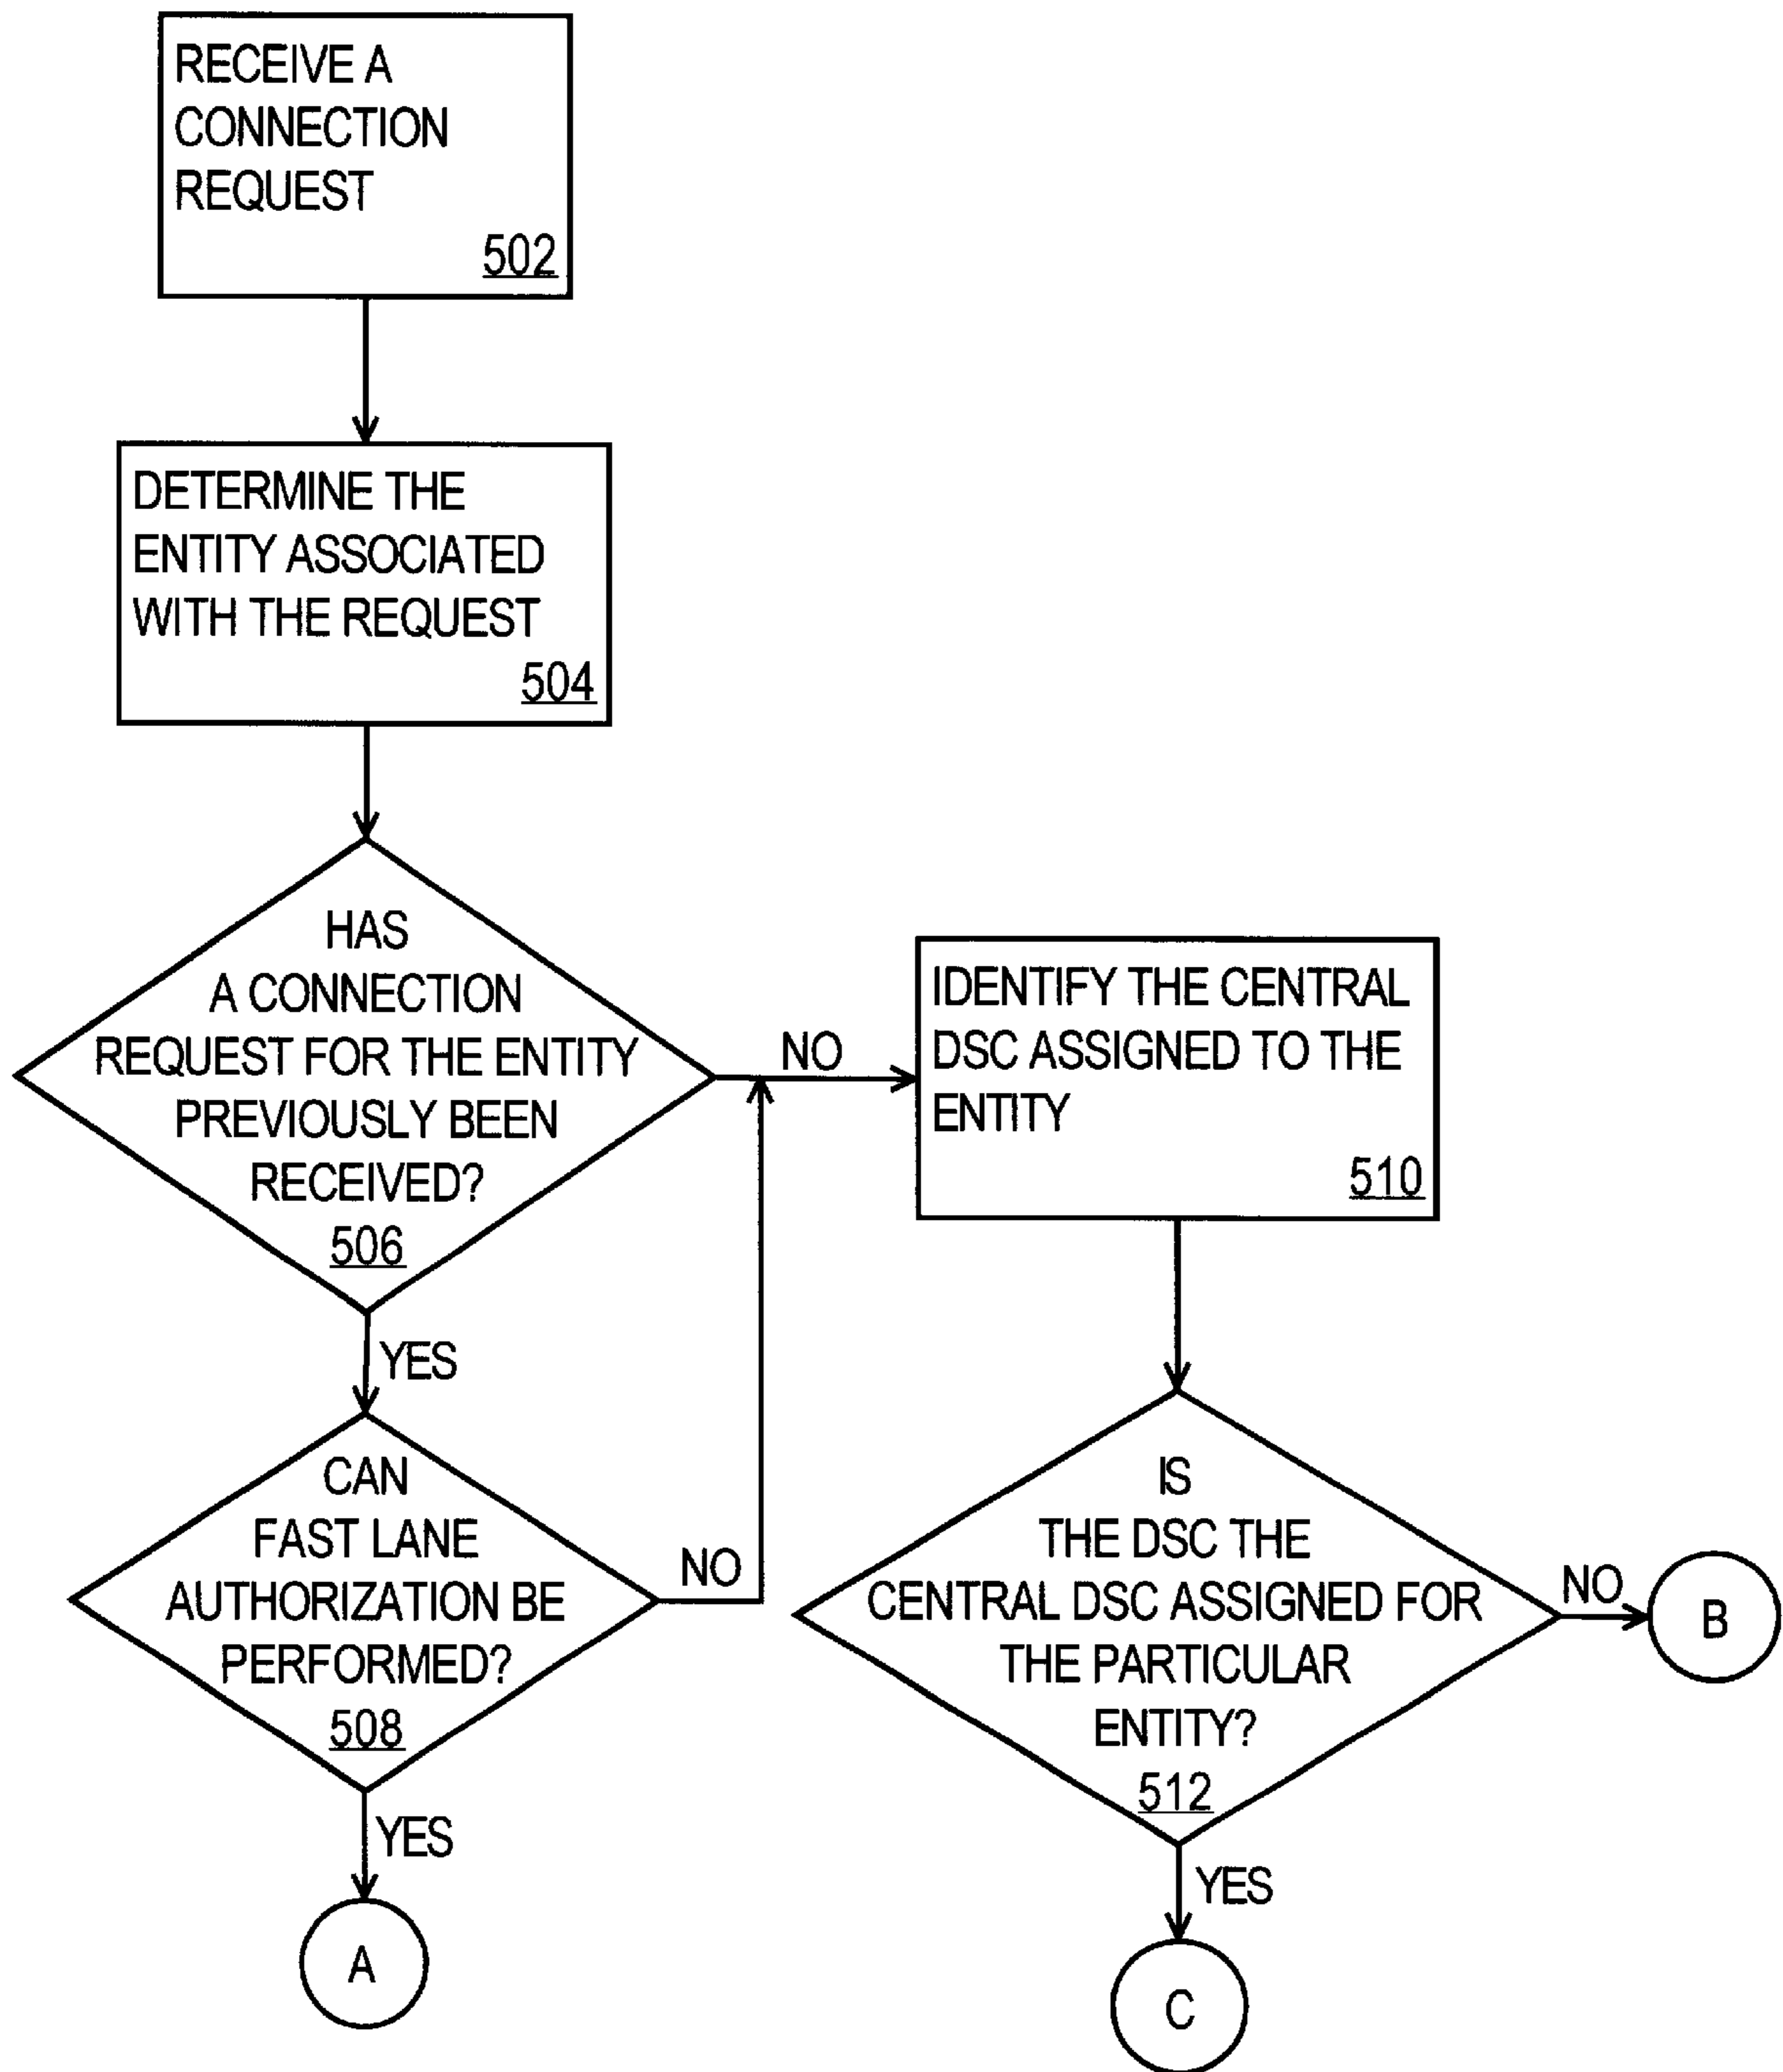 RECEIVE A
CONNECTION
REQUEST
502
DETERMINE THE
ENTITY ASSOCIATED
WITH THE REQUEST
504
HAS
A CONNECTION
REQUEST FOR THE ENTITY
PREVIOUSLY BEEN
RECEIVED?
506
NO
YES
IDENTIFY THE CENTRAL
DSC ASSIGNED TO THE
ENTITY
510
CAN
FAST LANE
AUTHORIZATION BE
PERFORMED?
508
NO
YES
A
IS
THE DSC THE
CENTRAL DSC ASSIGNED FOR
THE PARTICULAR
ENTITY?
512
NO
B
YES
C